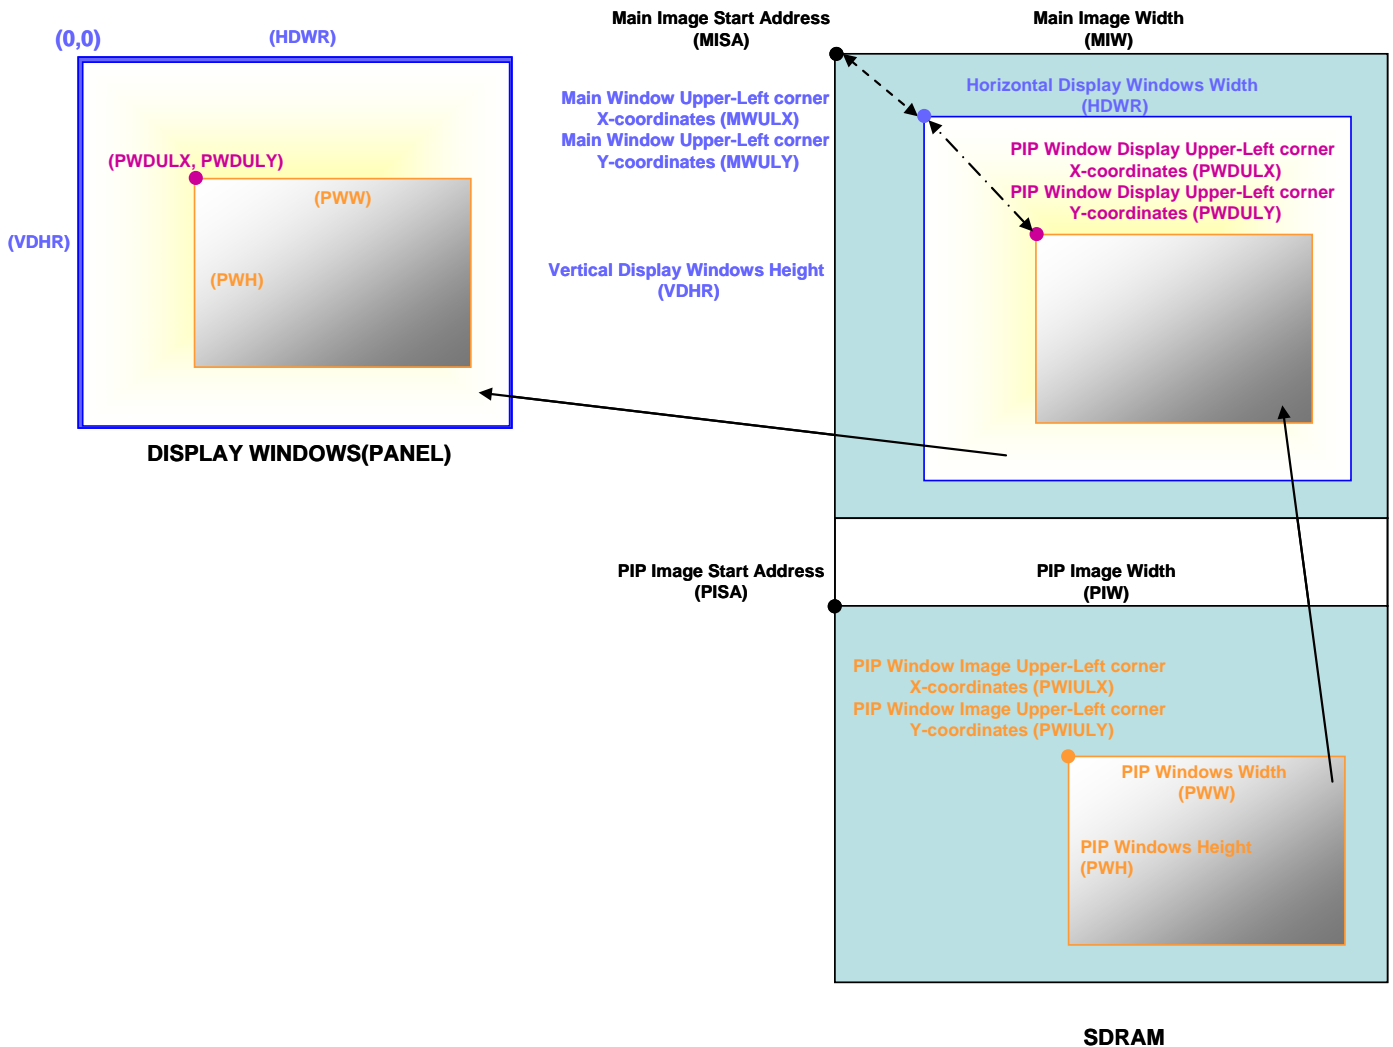 (0,0)
(HDWR)
(PWDULX, PWDULY)
(PWW)
(VDHR)
(PWH)
DISPLAY WINDOWS(PANEL)
Main Image Start Address
(MISA)
Main Image Width
(MIW)
Main Window Upper-Left corner
X-coordinates (MWULX)
Main Window Upper-Left corner
Y-coordinates (MWULY)
Horizontal Display Windows Width
(HDWR)
PIP Window Display Upper-Left corner
X-coordinates (PWDULX)
PIP Window Display Upper-Left corner
Y-coordinates (PWDULY)
Vertical Display Windows Height
(VDHR)
PIP Image Start Address
(PISA)
PIP Image Width
(PIW)
PIP Window Image Upper-Left corner
X-coordinates (PWIULX)
PIP Window Image Upper-Left corner
Y-coordinates (PWIULY)
PIP Windows Width
(PWW)
PIP Windows Height
(PWH)
SDRAM